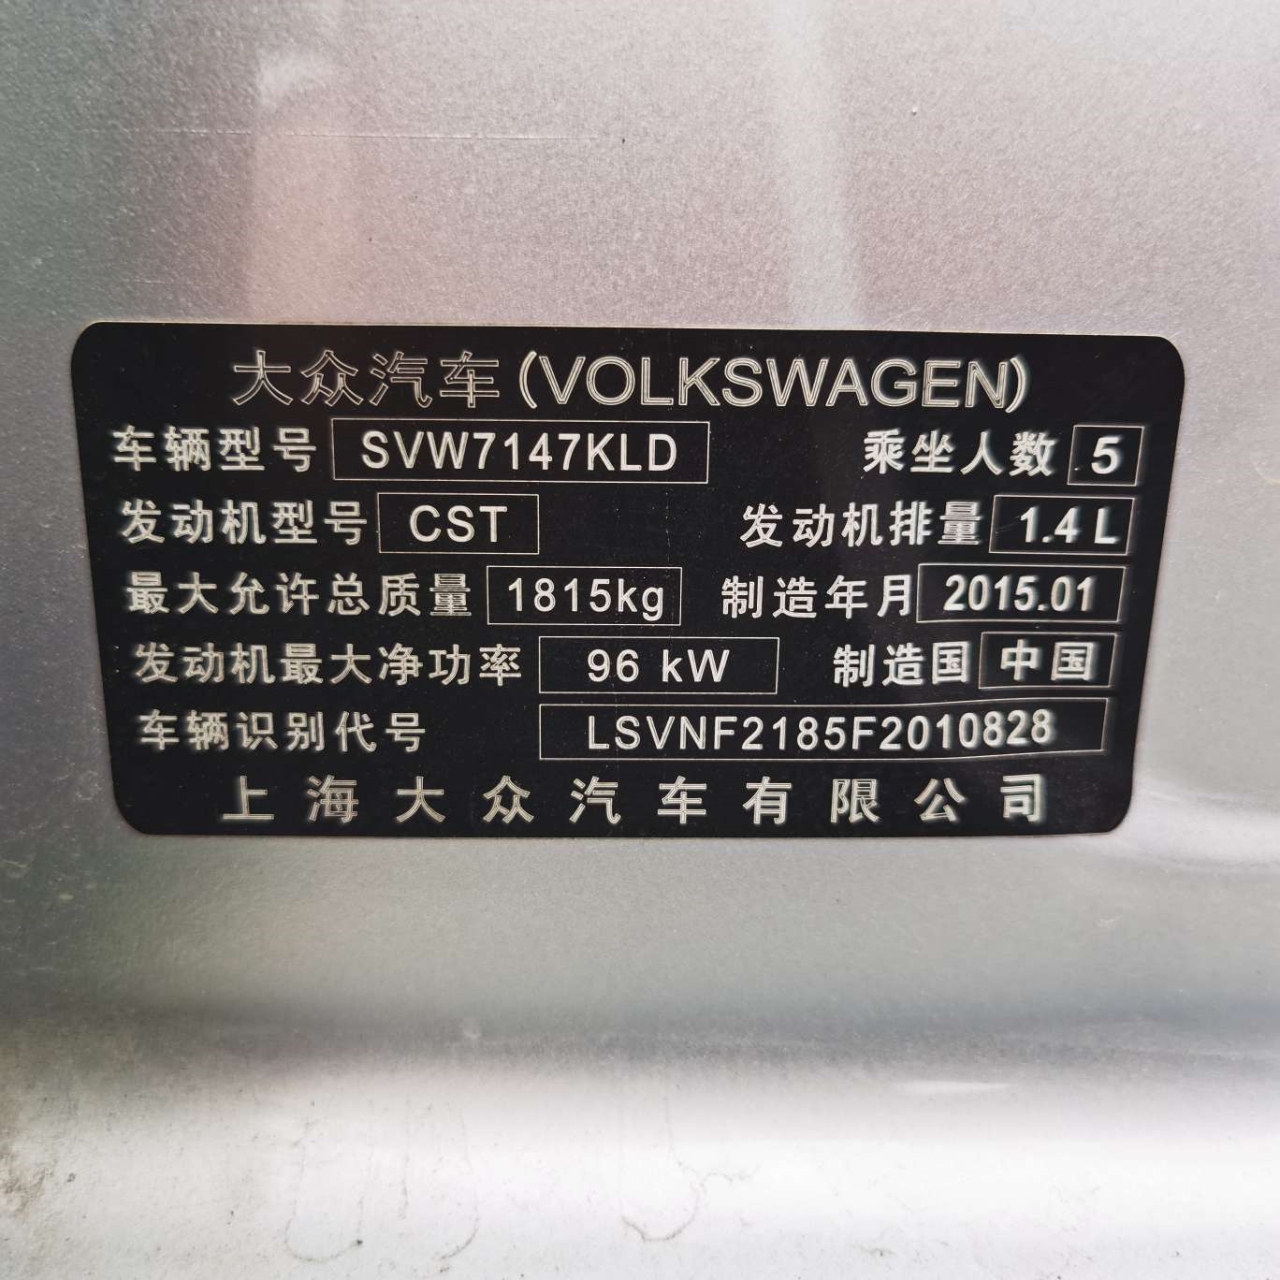 大众汽车(VOLKSWAGEN)
车辆型号 SVW7147KLD 乘坐人数 5
发动机型号 CST 发动机排量 1.4 L
最大允许总质量 1815kg 制造年月 2015.01
发动机最大净功率 96 kW 制造国 中国
车辆识别代号 LSVNF2185F2010828
上海大众汽车有限公司